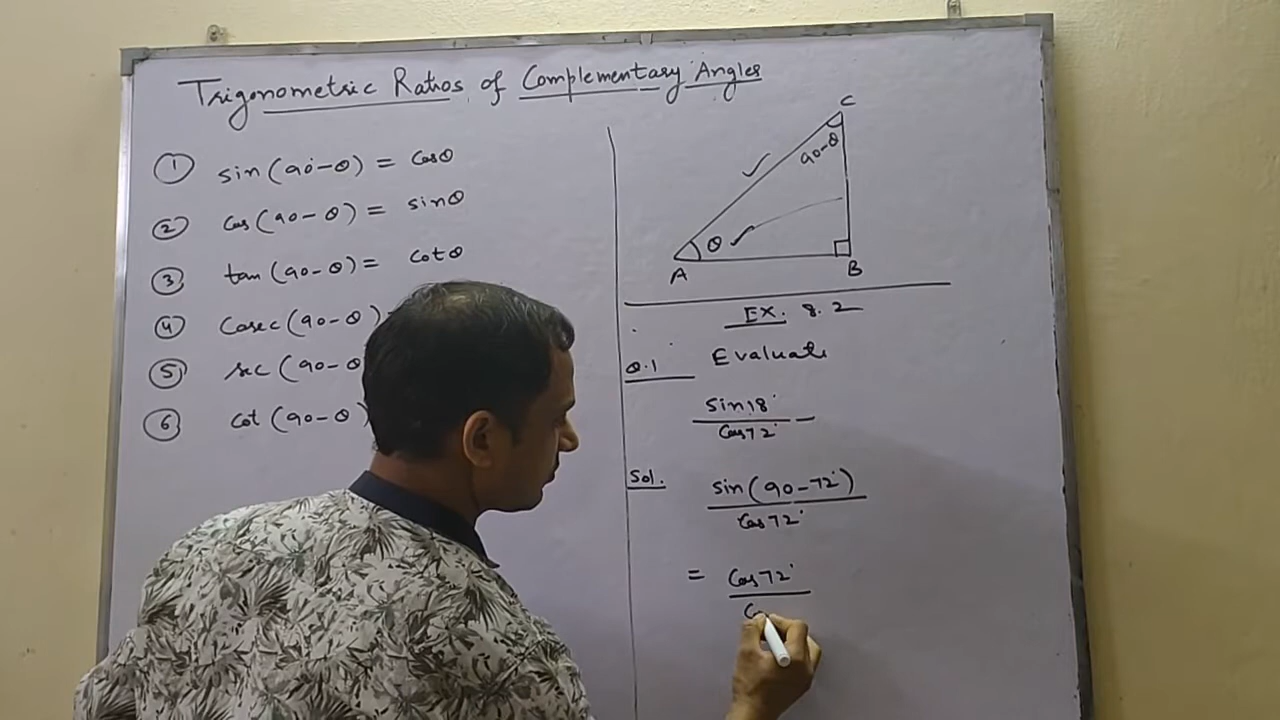 Trigonometric Ratios of Complementary Angles
① sin(90°-θ) = cosθ
② cos(90-θ) = sinθ
③ tan(90-θ) = cotθ
④ Cosec(90-θ)
⑤ sec(90-θ
⑥ cot(90-θ)
C
90-θ
θ
A
B
EX. 8.2
Q.1 Evaluate
sin18°
cos72°
Sol.
sin(90-72°)
cos72°
= cos72°
C